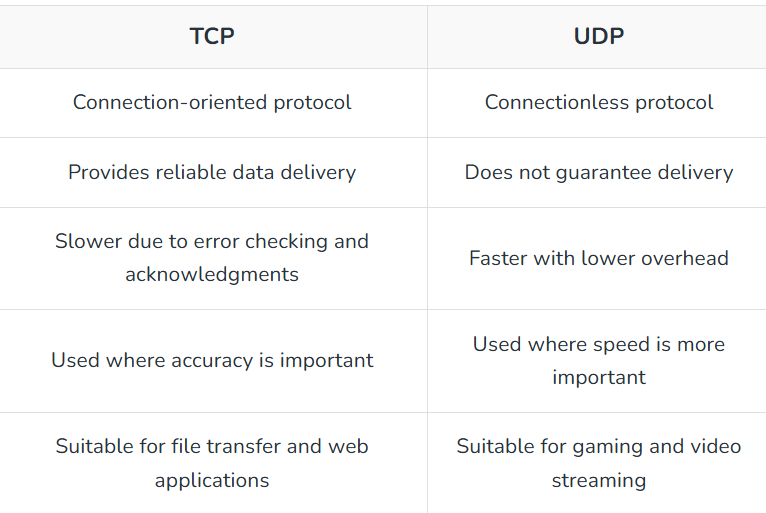 TCP
UDP
Connection-oriented protocol
Connectionless protocol
Provides reliable data delivery
Does not guarantee delivery
Slower due to error checking and
acknowledgments
Faster with lower overhead
Used where accuracy is important
Used where speed is more
important
Suitable for file transfer and web
applications
Suitable for gaming and video
streaming